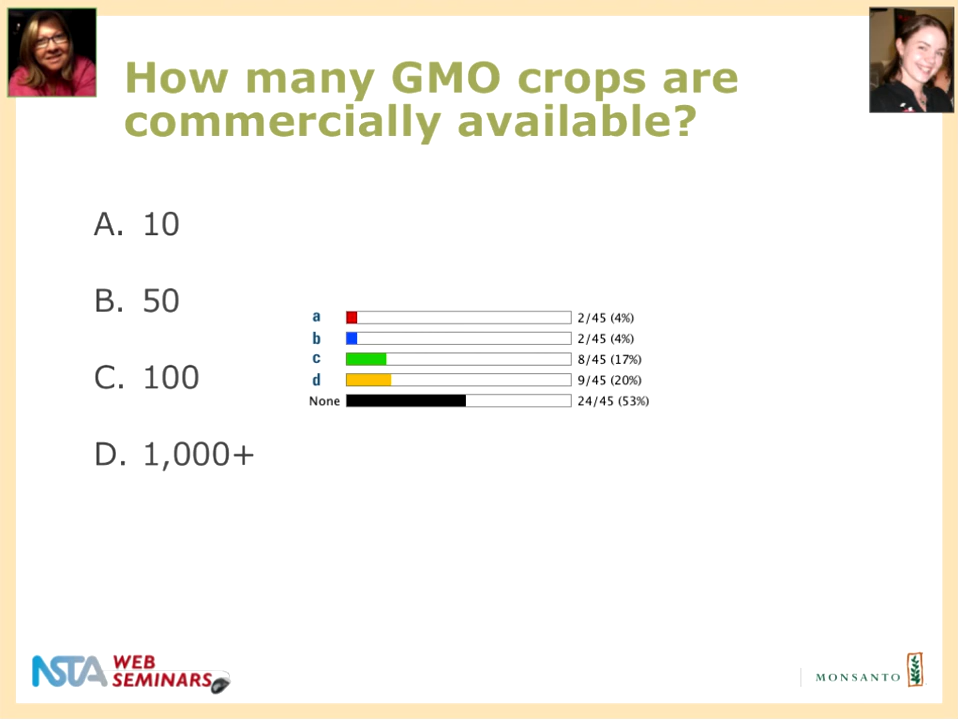 How many GMO crops are
commercially available?
A. 10
B. 50
C. 100
D. 1,000+
a 2/45 (4%)
b 2/45 (4%)
c 8/45 (17%)
d 9/45 (20%)
None 24/45 (53%)
NSTA WEB
SEMINARS
MONSANTO